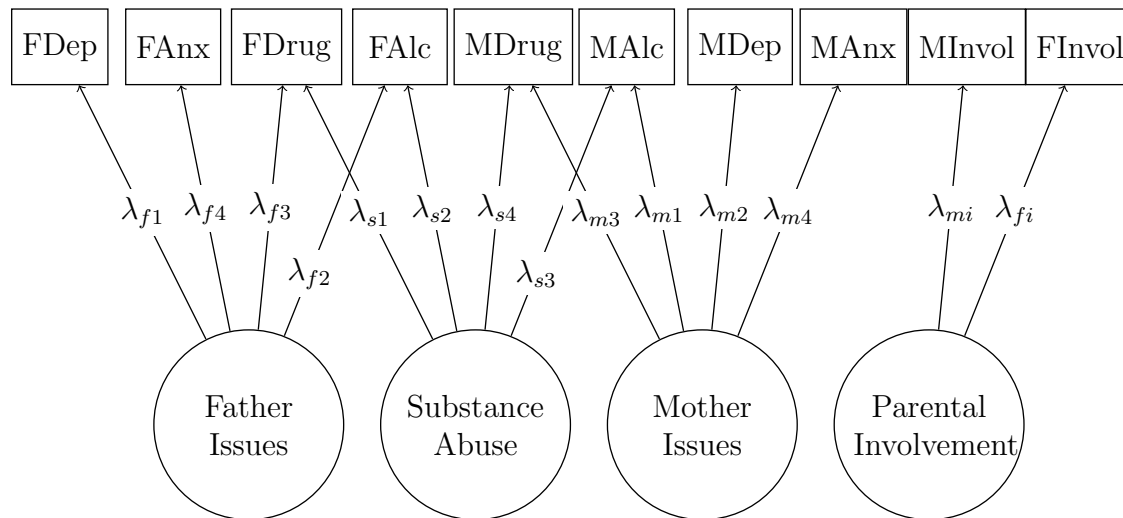 FDep FAnx FDrug FAlc MDrug MAlc MDep MAnx MInvol FInvol
λf1 λf4 λf3 λs1 λs2 λs4 λm3 λm1 λm2 λm4 λmi λfi
λf2 λs3
Father Substance Mother Parental
Issues Abuse Issues Involvement